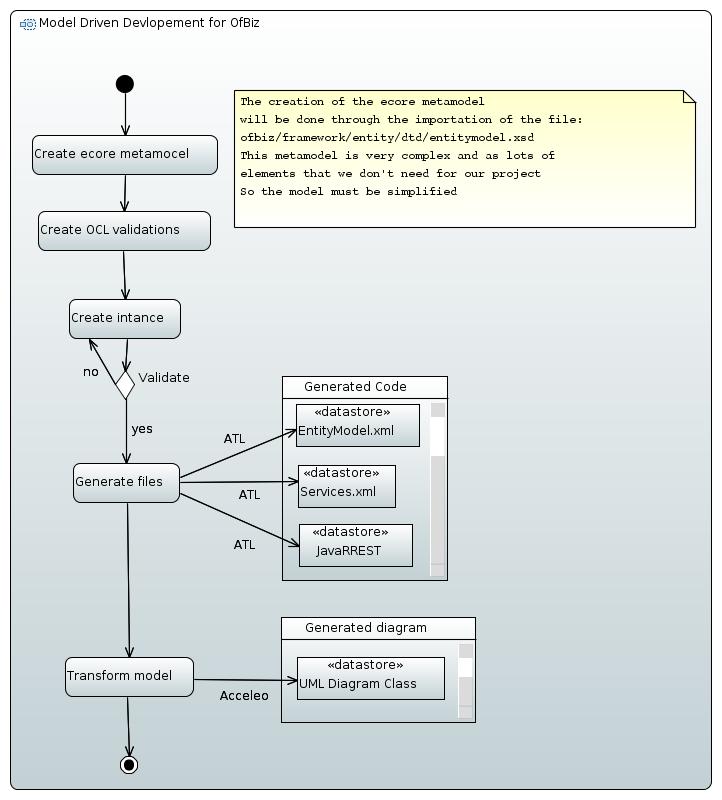 Model Driven Devlopement for OfBiz
The creation of the ecore metamodel
will be done through the importation of the file:
ofbiz/framework/entity/dtd/entitymodel.xsd
This metamodel is very complex and as lots of
elements that we don't need for our project
So the model must be simplified
Create ecore metamocel
Create OCL validations
Create intance
no
Validate
yes
Generate files
ATL
ATL
ATL
Generated Code
«datastore»
EntityModel.xml
«datastore»
Services.xml
«datastore»
JavaRREST
Transform model
Acceleo
Generated diagram
«datastore»
UML Diagram Class